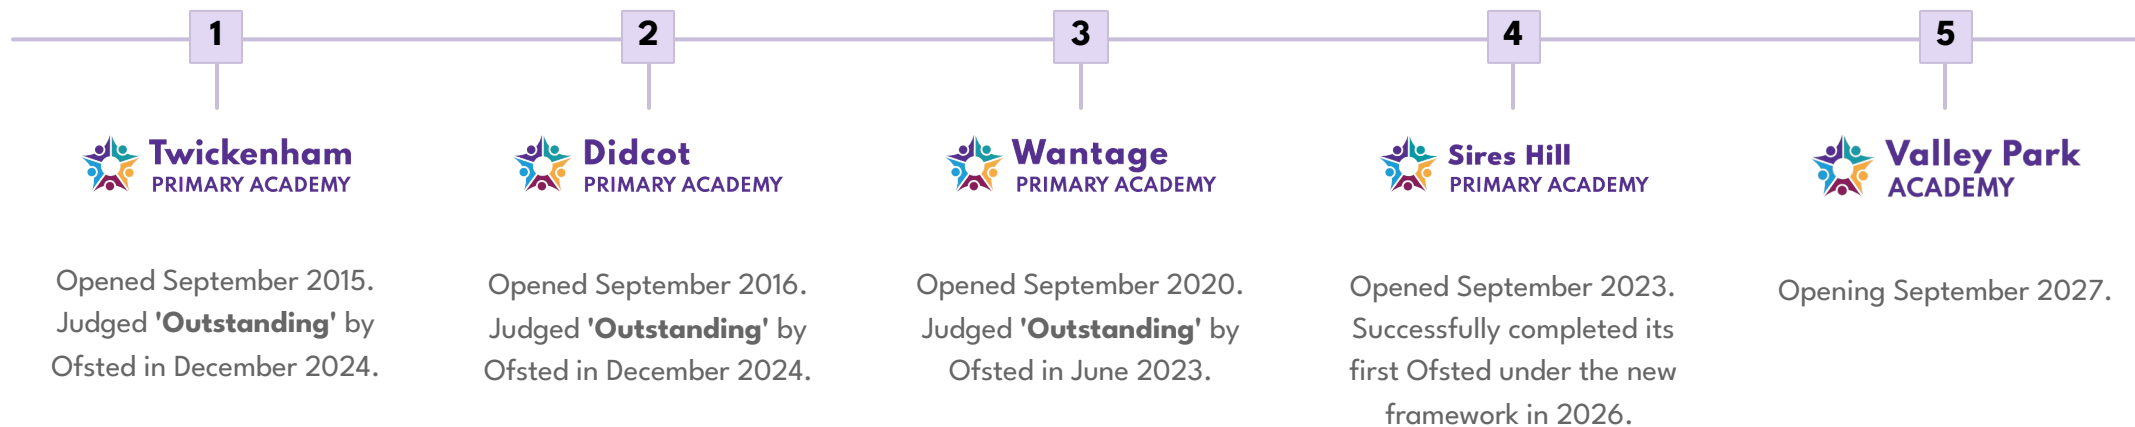 1
Twickenham
PRIMARY ACADEMY
Opened September 2015.
Judged 'Outstanding' by
Ofsted in December 2024.
2
Didcot
PRIMARY ACADEMY
Opened September 2016.
Judged 'Outstanding' by
Ofsted in December 2024.
3
Wantage
PRIMARY ACADEMY
Opened September 2020.
Judged 'Outstanding' by
Ofsted in June 2023.
4
Sires Hill
PRIMARY ACADEMY
Opened September 2023.
Successfully completed its
first Ofsted under the new
framework in 2026.
5
Valley Park
ACADEMY
Opening September 2027.